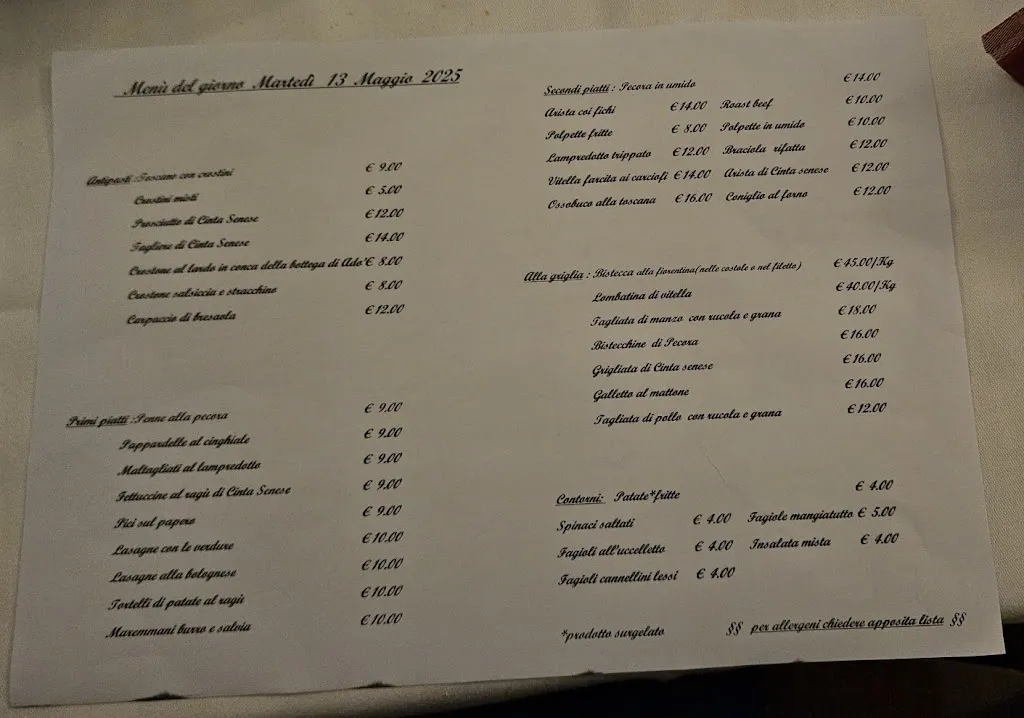 Menù del giorno Martedì 13 Maggio 2025
Antipasti :Toscano con crostini € 9.00
Crostini misti € 5.00
Prosciutto di Cinta Senese € 12.00
Tagliere di Cinta Senese € 14.00
Crostone al lardo in conca della bottega di Ado' € 8.00
Crostone salsiccia e stracchino € 8.00
Carpaccio di bresaola € 12.00
Primi piatti :Penne alla pecora € 9.00
Pappardelle al cinghiale € 9.00
Maltagliati al lampredotto € 9.00
Fettuccine al ragù di Cinta Senese € 9.00
Pici sul papero € 9.00
Lasagne con le verdure € 10.00
Lasagne alla bolognese € 10.00
Tortelli di patate al ragù € 10.00
Maremmani burro e salvia € 10.00
Secondi piatti : Pecora in umido € 14.00
Arista coi fichi € 14.00 Roast beef € 10.00
Polpette fritte € 8.00 Polpette in umido € 10.00
Lampredotto trippato € 12.00 Braciola rifatta € 12.00
Vitella farcita ai carciofi € 14.00 Arista di Cinta senese € 12.00
Ossobuco alla toscana € 16.00 Coniglio al forno € 12.00
Alla griglia : Bistecca alla fiorentina(nelle costole o nel filetto) € 45.00/Kg
Lombatina di vitella € 40.00/Kg
Tagliata di manzo con rucola e grana € 18.00
Bistecchine di Pecora € 16.00
Grigliata di Cinta senese € 16.00
Galletto al mattone € 16.00
Tagliata di pollo con rucola e grana € 12.00
Contorni: Patate*fritte € 4.00
Spinaci saltati € 4.00 Fagiole mangiatutto € 5.00
Fagioli all'uccelletto € 4.00 Insalata mista € 4.00
Fagioli cannellini lessi € 4.00
*prodotto surgelato §§ per allergeni chiedere apposita lista §§